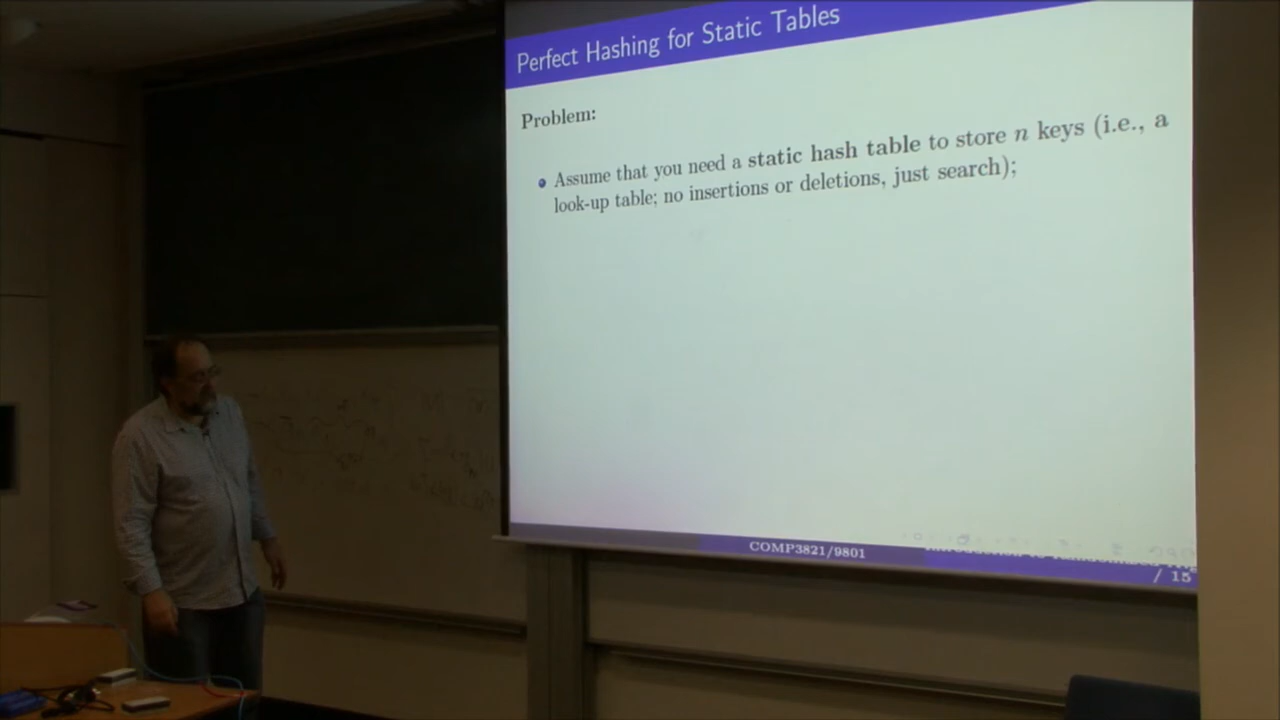 Perfect Hashing for Static Tables
Problem:
Assume that you need a static hash table to store n keys (i.e., a
look-up table; no insertions or deletions, just search);
COMP3821/9801
/ 15